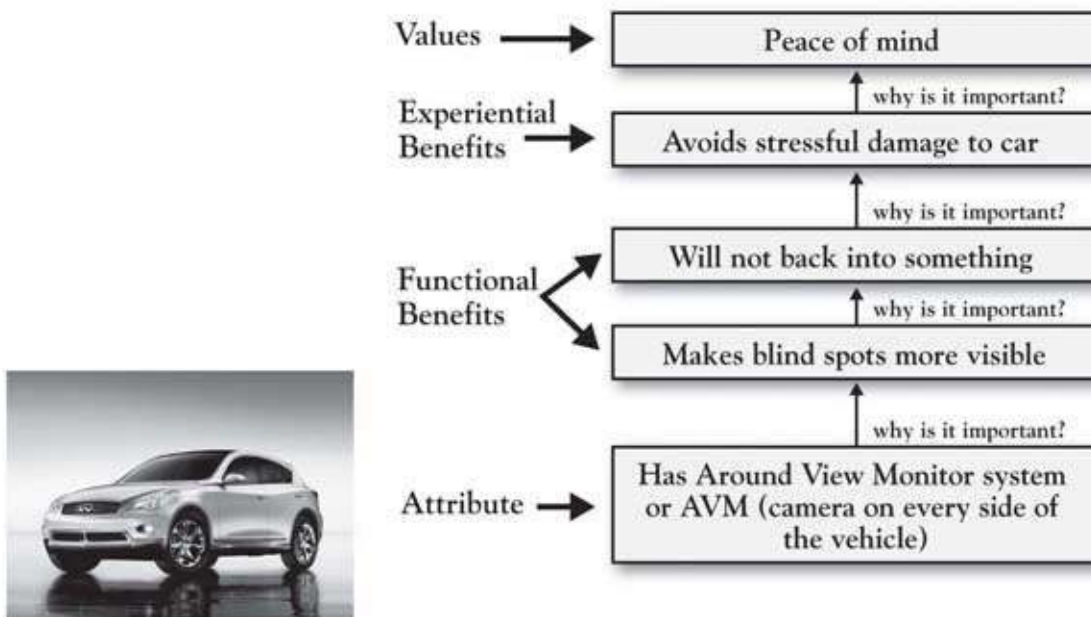 Values
Peace of mind
why is it important?
Experiential
Benefits
Avoids stressful damage to car
why is it important?
Functional
Benefits
Will not back into something
why is it important?
Makes blind spots more visible
why is it important?
Attribute
Has Around View Monitor system
or AVM (camera on every side of
the vehicle)